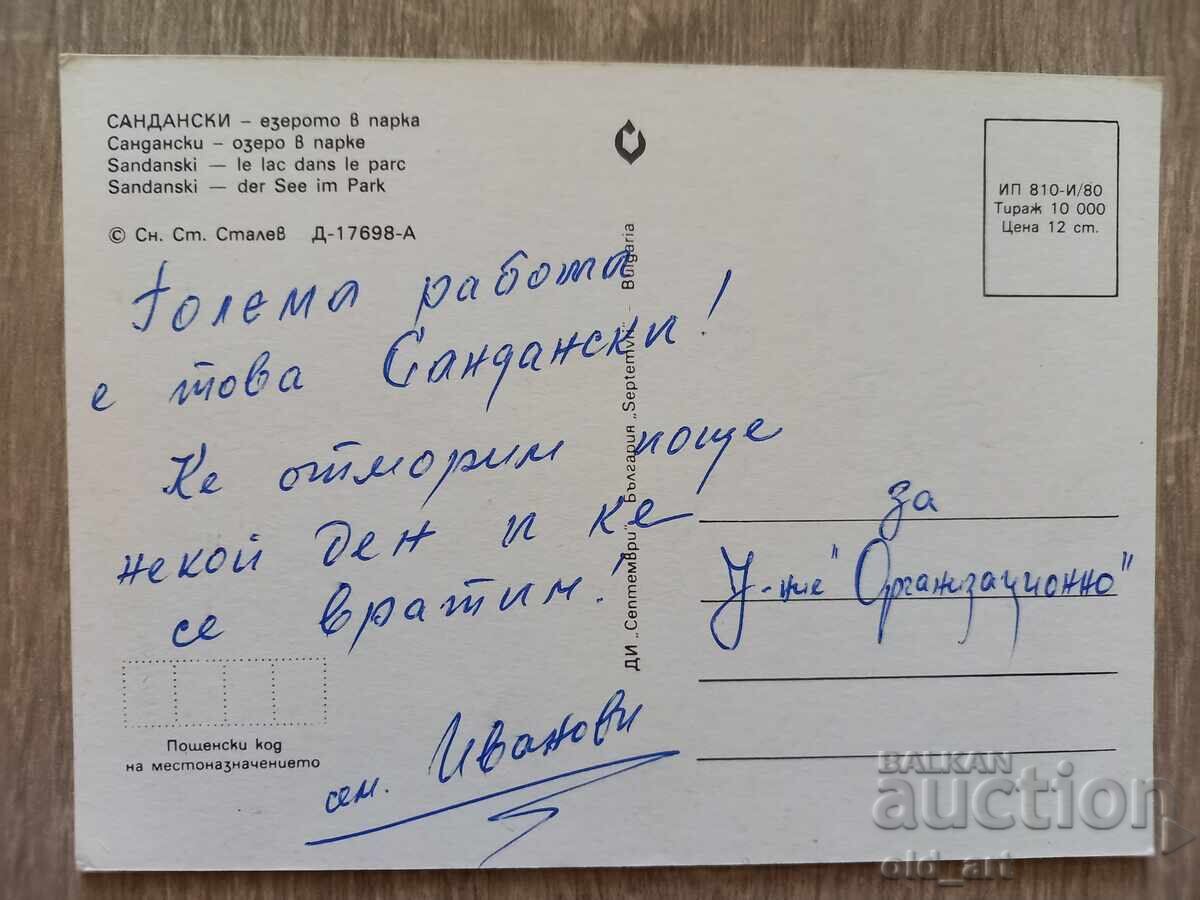 САНДАНСКИ – езерото в парка
Сандански – озеро в парке
Sandanski — le lac dans le parc
Sandanski — der See im Park
© Сн. Ст. Сталев Д-17698-А
ИП 810-И/80
Тираж 10 000
Цена 12 ст.
Голема работа
е това Сандански!
Ке отморим йоще
некой ден и ке
се вратим!
сем. Иванови
ДИ „Септември“ България „Septemvri“ – Bulgaria
за
У-ние "Организационно"
Пощенски код
на местоназначението
BALKAN
auction
old_art